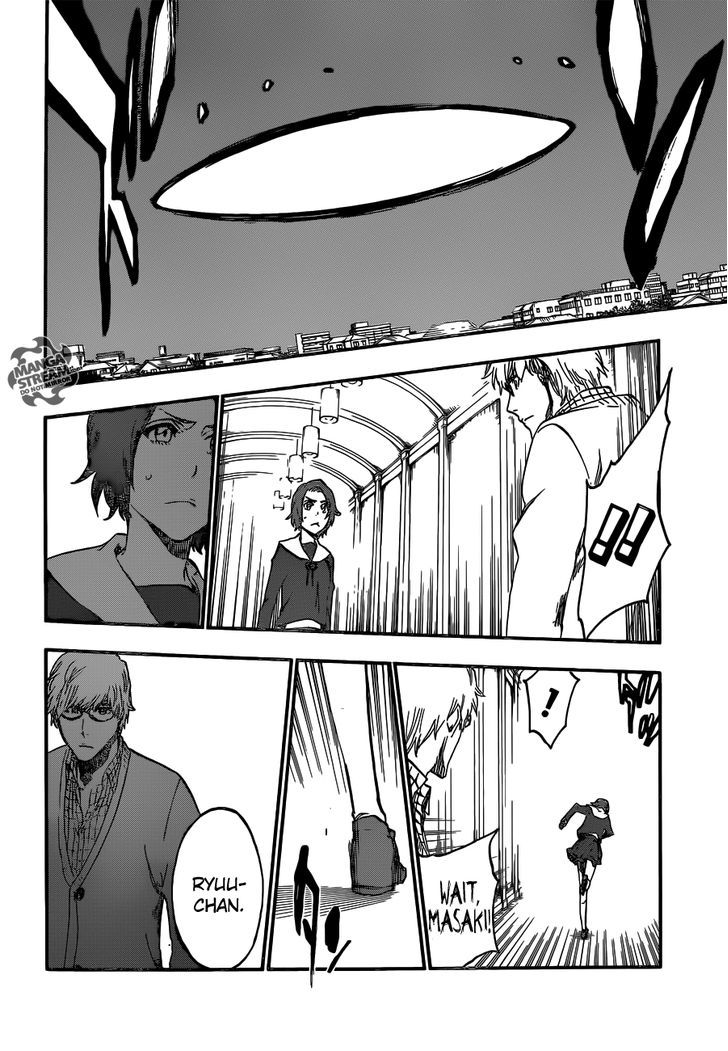 MANGA
STREAM
DO NOT MIRROR
!!
!
WAIT,
MASAKI!
RYUU-
CHAN.